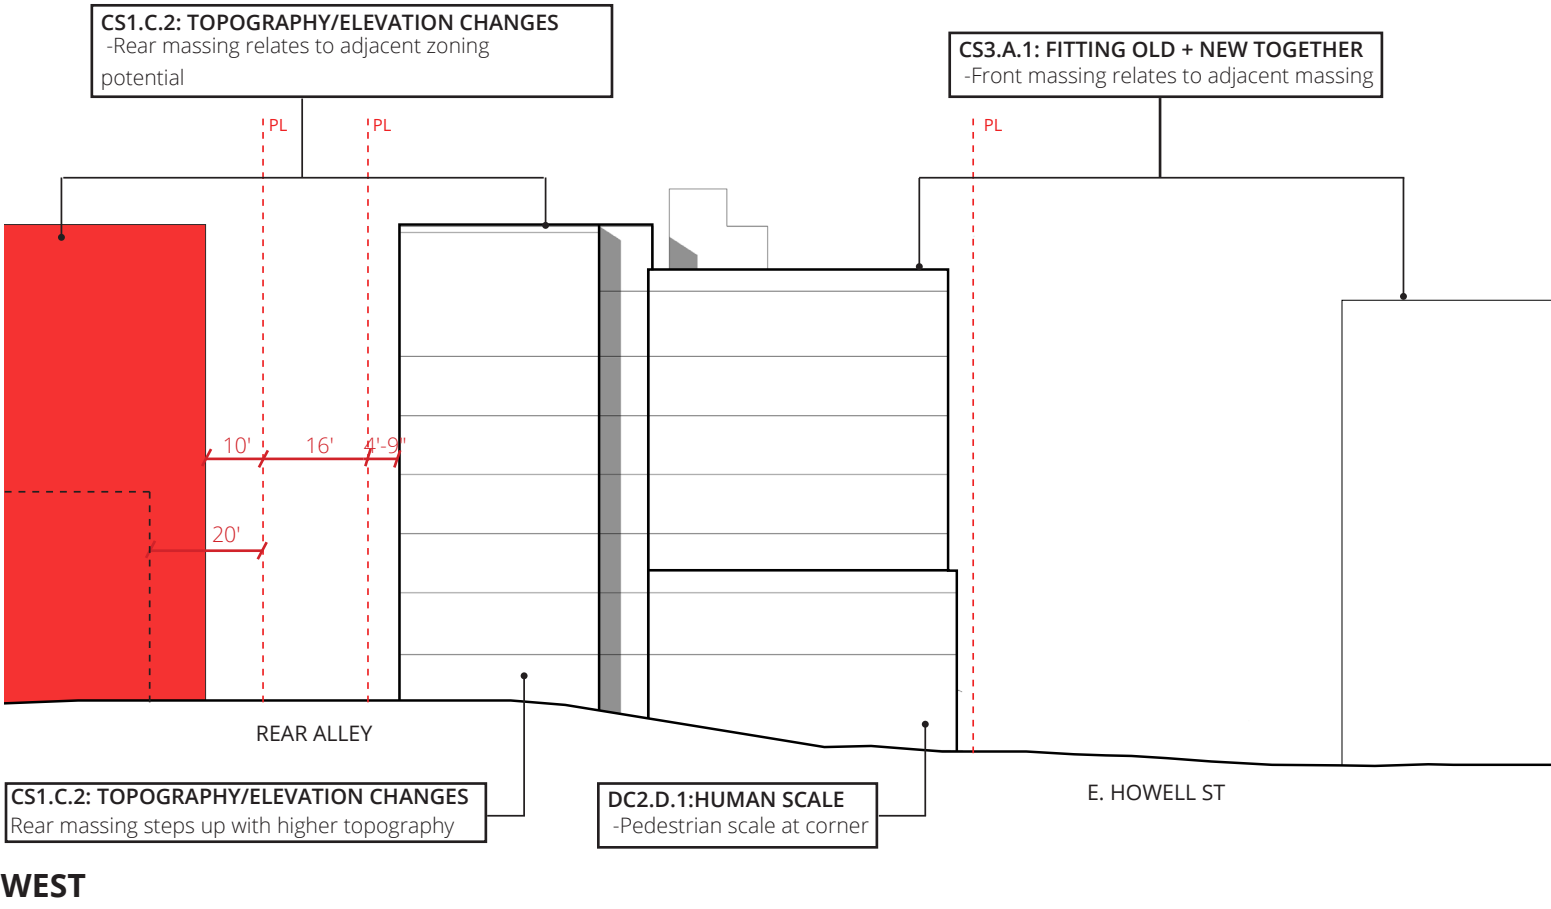 CS1.C.2: TOPOGRAPHY/ELEVATION CHANGES
-Rear massing relates to adjacent zoning
potential
CS3.A.1: FITTING OLD + NEW TOGETHER
-Front massing relates to adjacent massing
PL
PL
PL
10'
16'
4'-9"
20'
REAR ALLEY
E. HOWELL ST
CS1.C.2: TOPOGRAPHY/ELEVATION CHANGES
Rear massing steps up with higher topography
DC2.D.1:HUMAN SCALE
-Pedestrian scale at corner
WEST